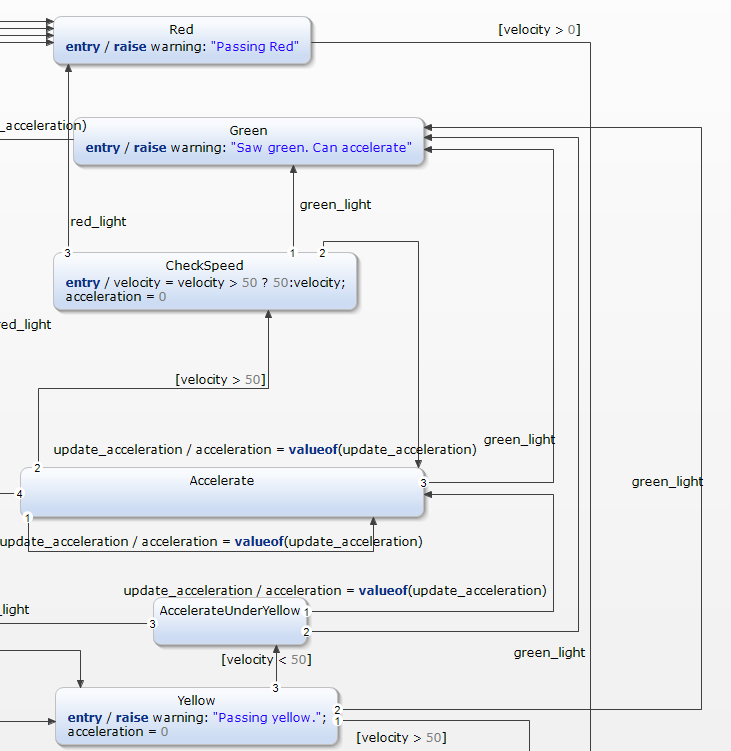 Red
[velocity > 0]
entry / raise warning: "Passing Red"
_acceleration)
Green
entry / raise warning: "Saw green. Can accelerate"
green_light
red_light
3
1
2
CheckSpeed
entry / velocity = velocity > 50 ? 50:velocity;
acceleration = 0
red_light
[velocity > 50]
green_light
update_acceleration / acceleration = valueof(update_acceleration)
2
Accelerate
3
green_light
4
1
update_acceleration / acceleration = valueof(update_acceleration)
update_acceleration / acceleration = valueof(update_acceleration)
_light
AccelerateUnderYellow
1
3
2
green_light
[velocity < 50]
3
Yellow
entry / raise warning: "Passing yellow.";
acceleration = 0
2
1
[velocity > 50]